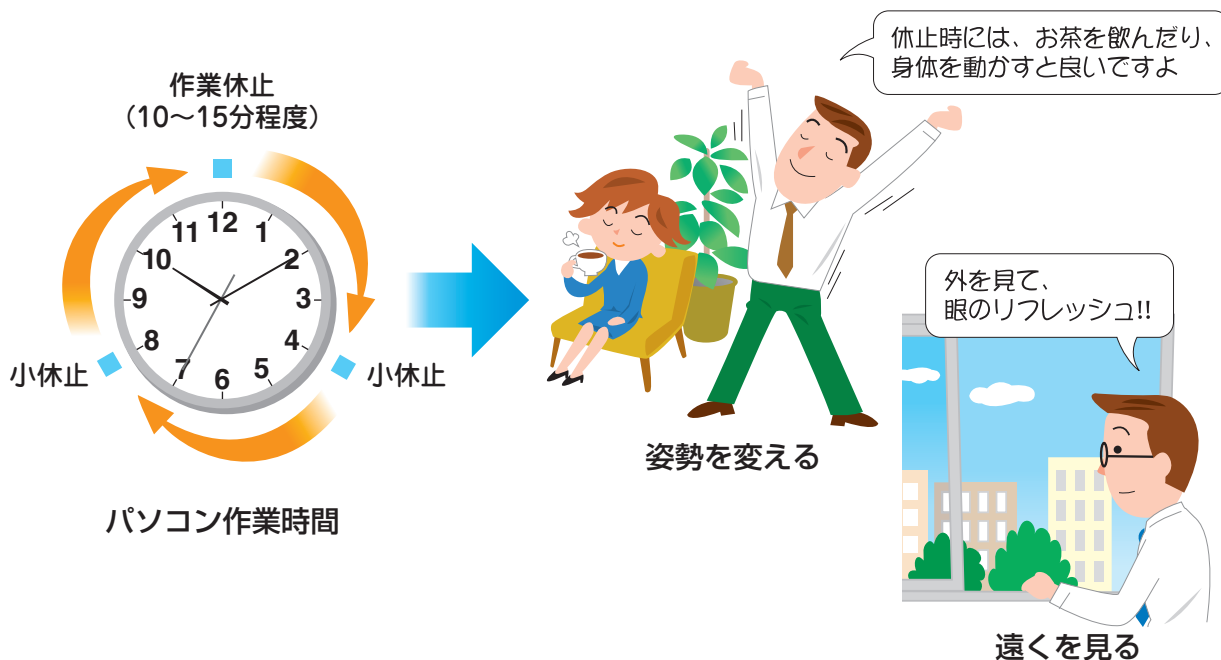 作業休止
（10〜15分程度）
12
1
2
3
4
5
6
7
8
9
10
11
小休止
小休止
パソコン作業時間
休止時には、お茶を飲んだり、
身体を動かすと良いですよ
姿勢を変える
外を見て、
眼のリフレッシュ!!
遠くを見る